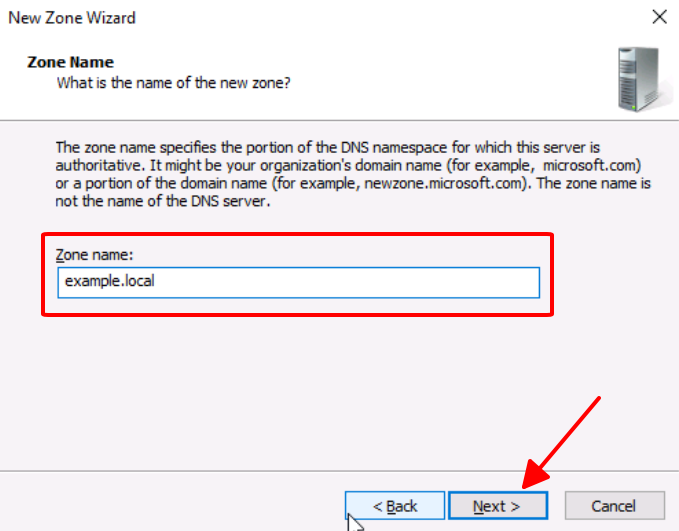 New Zone Wizard
Zone Name
What is the name of the new zone?
The zone name specifies the portion of the DNS namespace for which this server is
authoritative. It might be your organization's domain name (for example, microsoft.com)
or a portion of the domain name (for example, newzone.microsoft.com). The zone name is
not the name of the DNS server.
Zone name:
example.local
< Back
Next >
Cancel